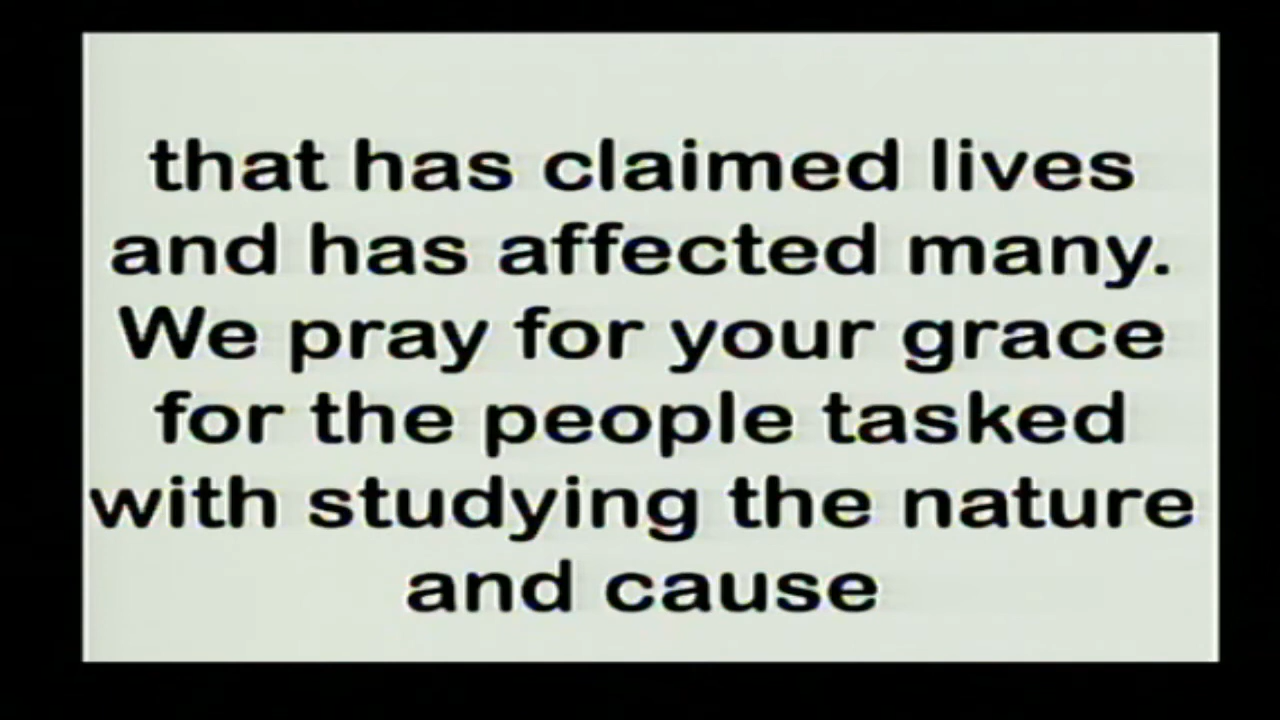 that has claimed lives
and has affected many.
We pray for your grace
for the people tasked
with studying the nature
and cause